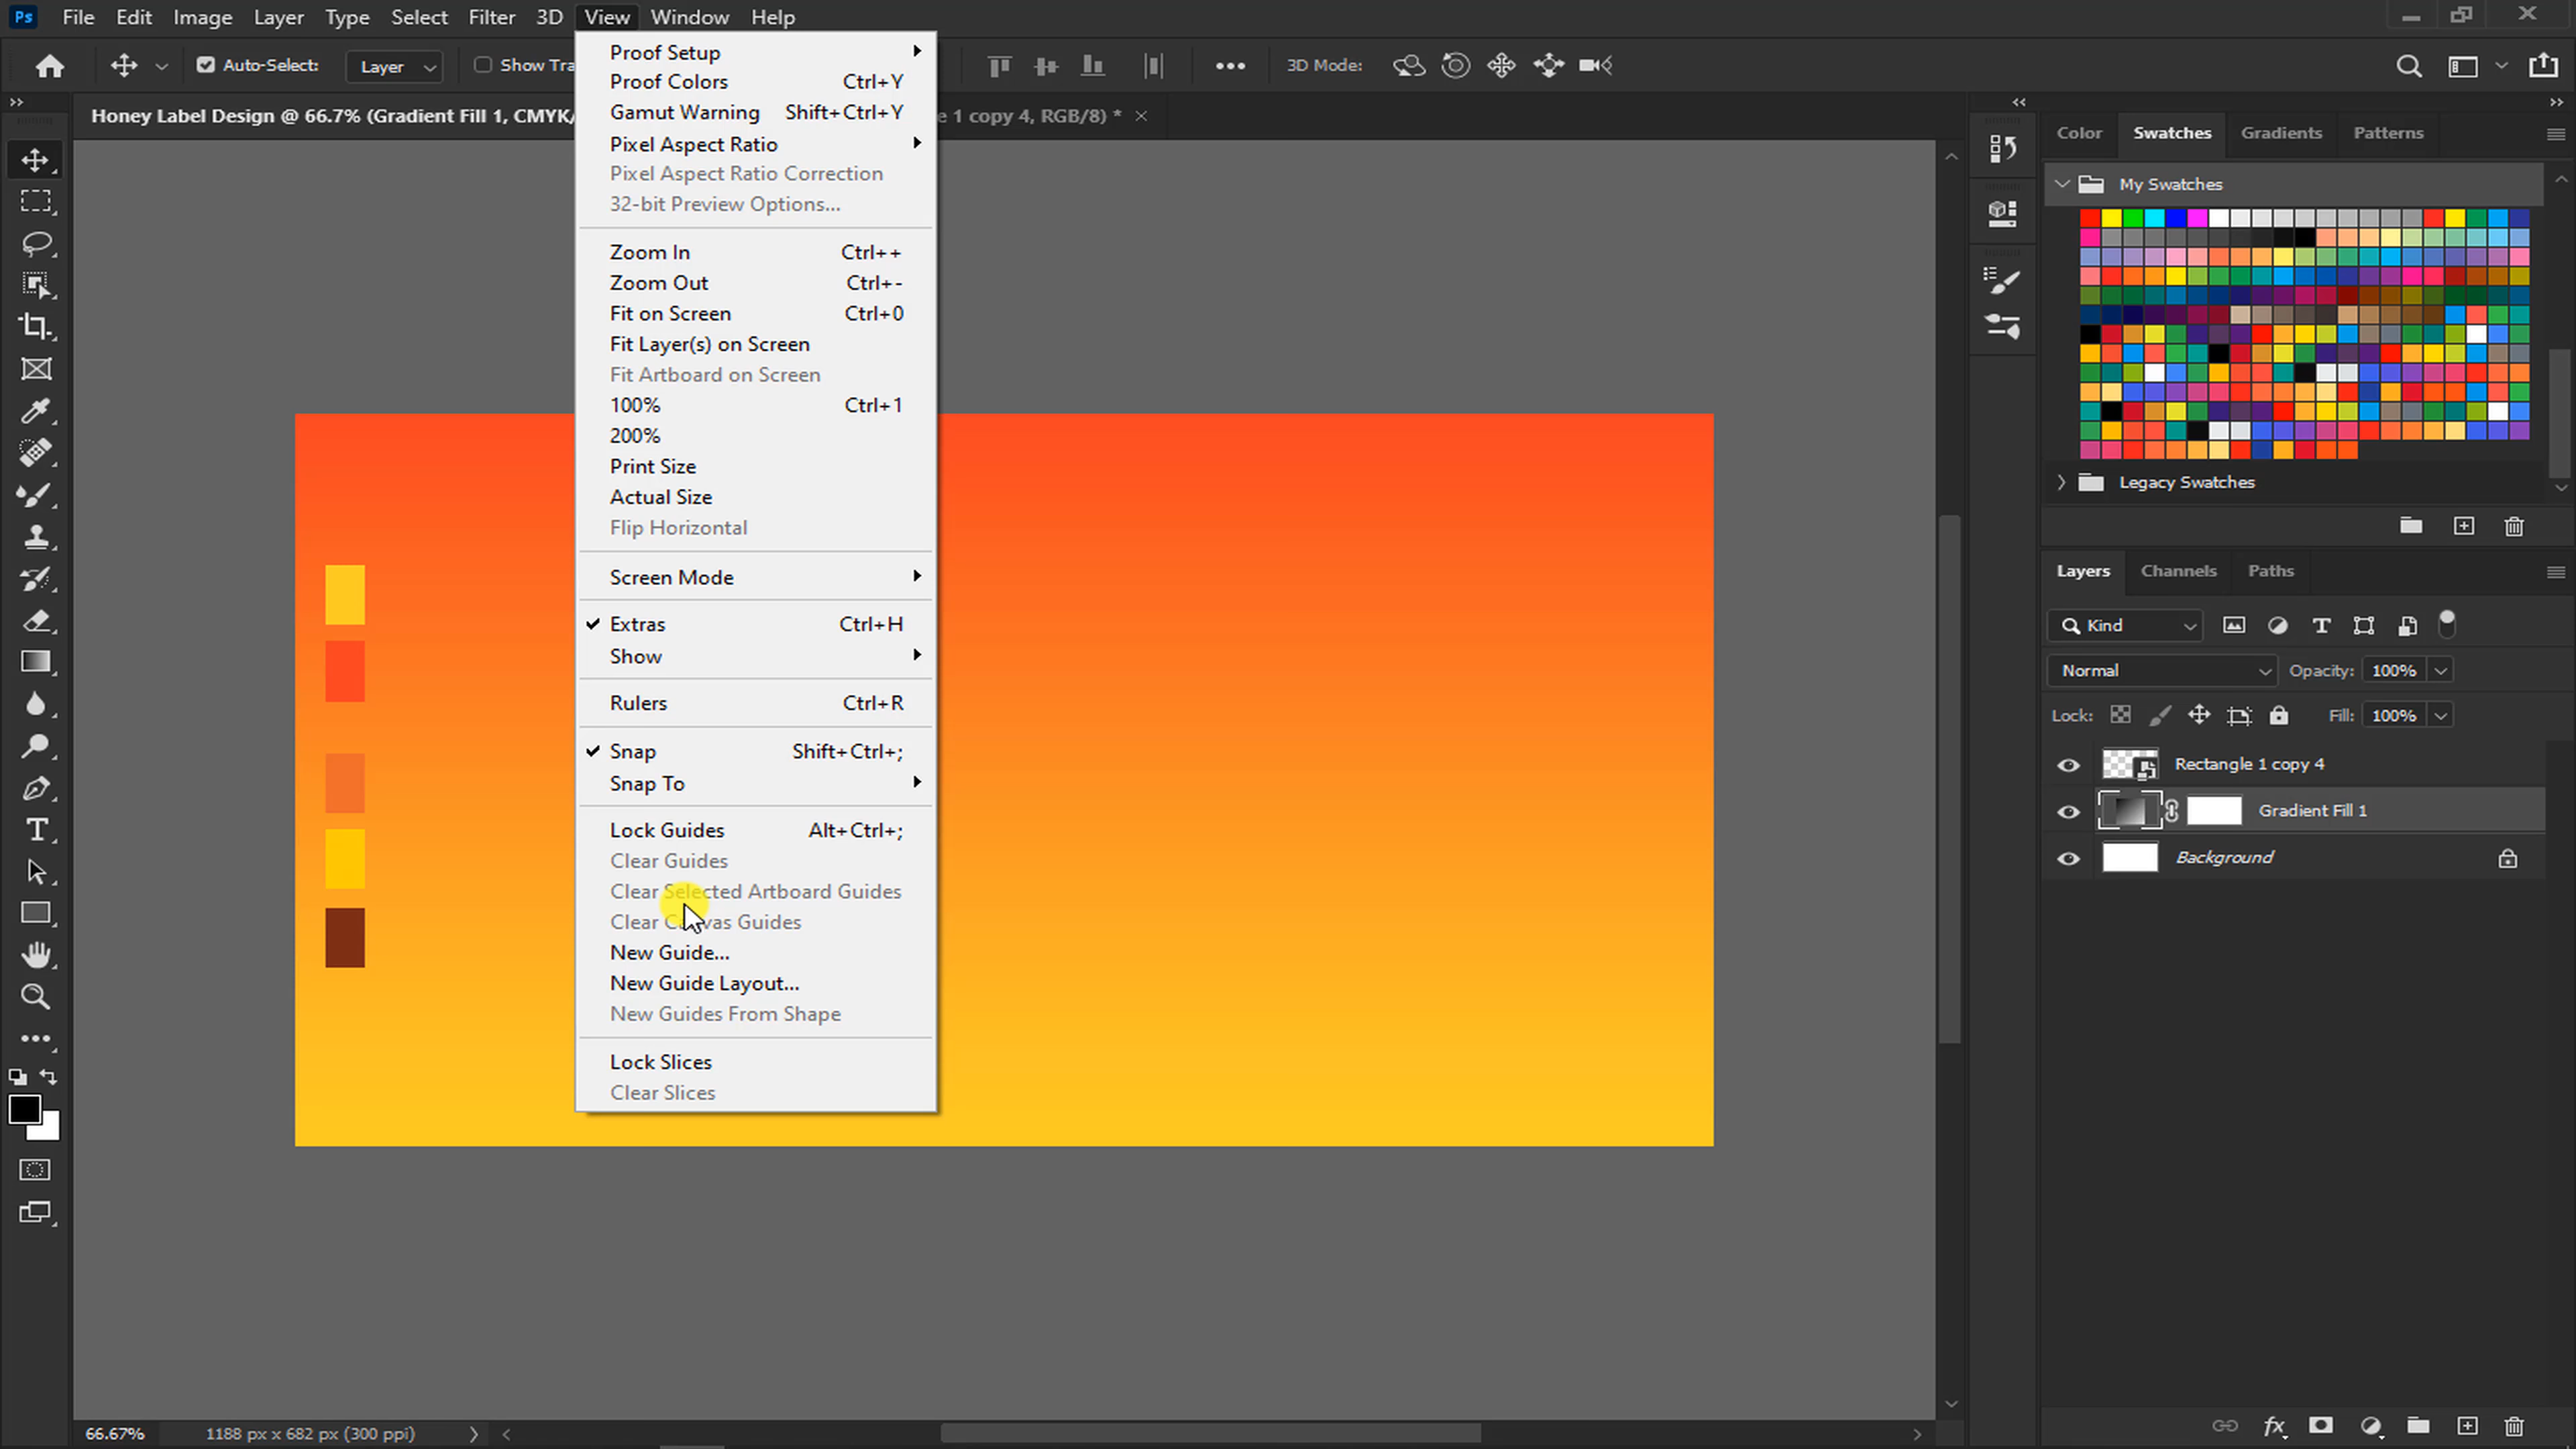 Ps File Edit Image Layer Type Select Filter 3D View Window Help
Auto-Select: Layer Show Tra 3D Mode:
Honey Label Design @ 66.7% (Gradient Fill 1, CMYK/ e 1 copy 4, RGB/8) *
Proof Setup
Proof Colors Ctrl+Y
Gamut Warning Shift+Ctrl+Y
Pixel Aspect Ratio
Pixel Aspect Ratio Correction
32-bit Preview Options...
Zoom In Ctrl++
Zoom Out Ctrl+-
Fit on Screen Ctrl+0
Fit Layer(s) on Screen
Fit Artboard on Screen
100% Ctrl+1
200%
Print Size
Actual Size
Flip Horizontal
Screen Mode
Extras Ctrl+H
Show
Rulers Ctrl+R
Snap Shift+Ctrl+;
Snap To
Lock Guides Alt+Ctrl+;
Clear Guides
Clear Selected Artboard Guides
Clear Canvas Guides
New Guide...
New Guide Layout...
New Guides From Shape
Lock Slices
Clear Slices
Color Swatches Gradients Patterns
My Swatches
Legacy Swatches
Layers Channels Paths
Kind
Normal Opacity: 100%
Lock: Fill: 100%
Rectangle 1 copy 4
Gradient Fill 1
Background
66.67% 1188 px x 682 px (300 ppi)